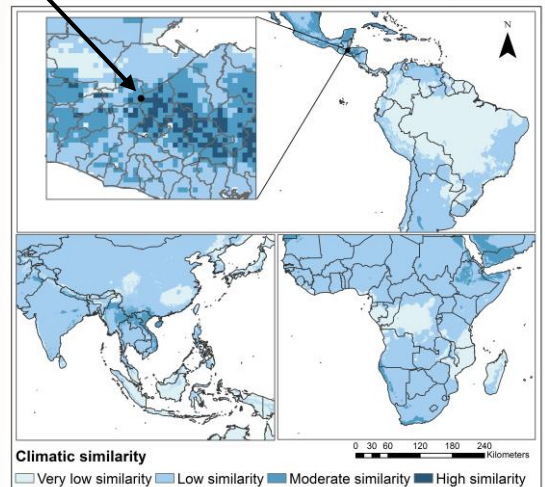 N
Climatic similarity
0 30 60 120 180 240
Kilometers
Very low similarity Low similarity Moderate similarity High similarity